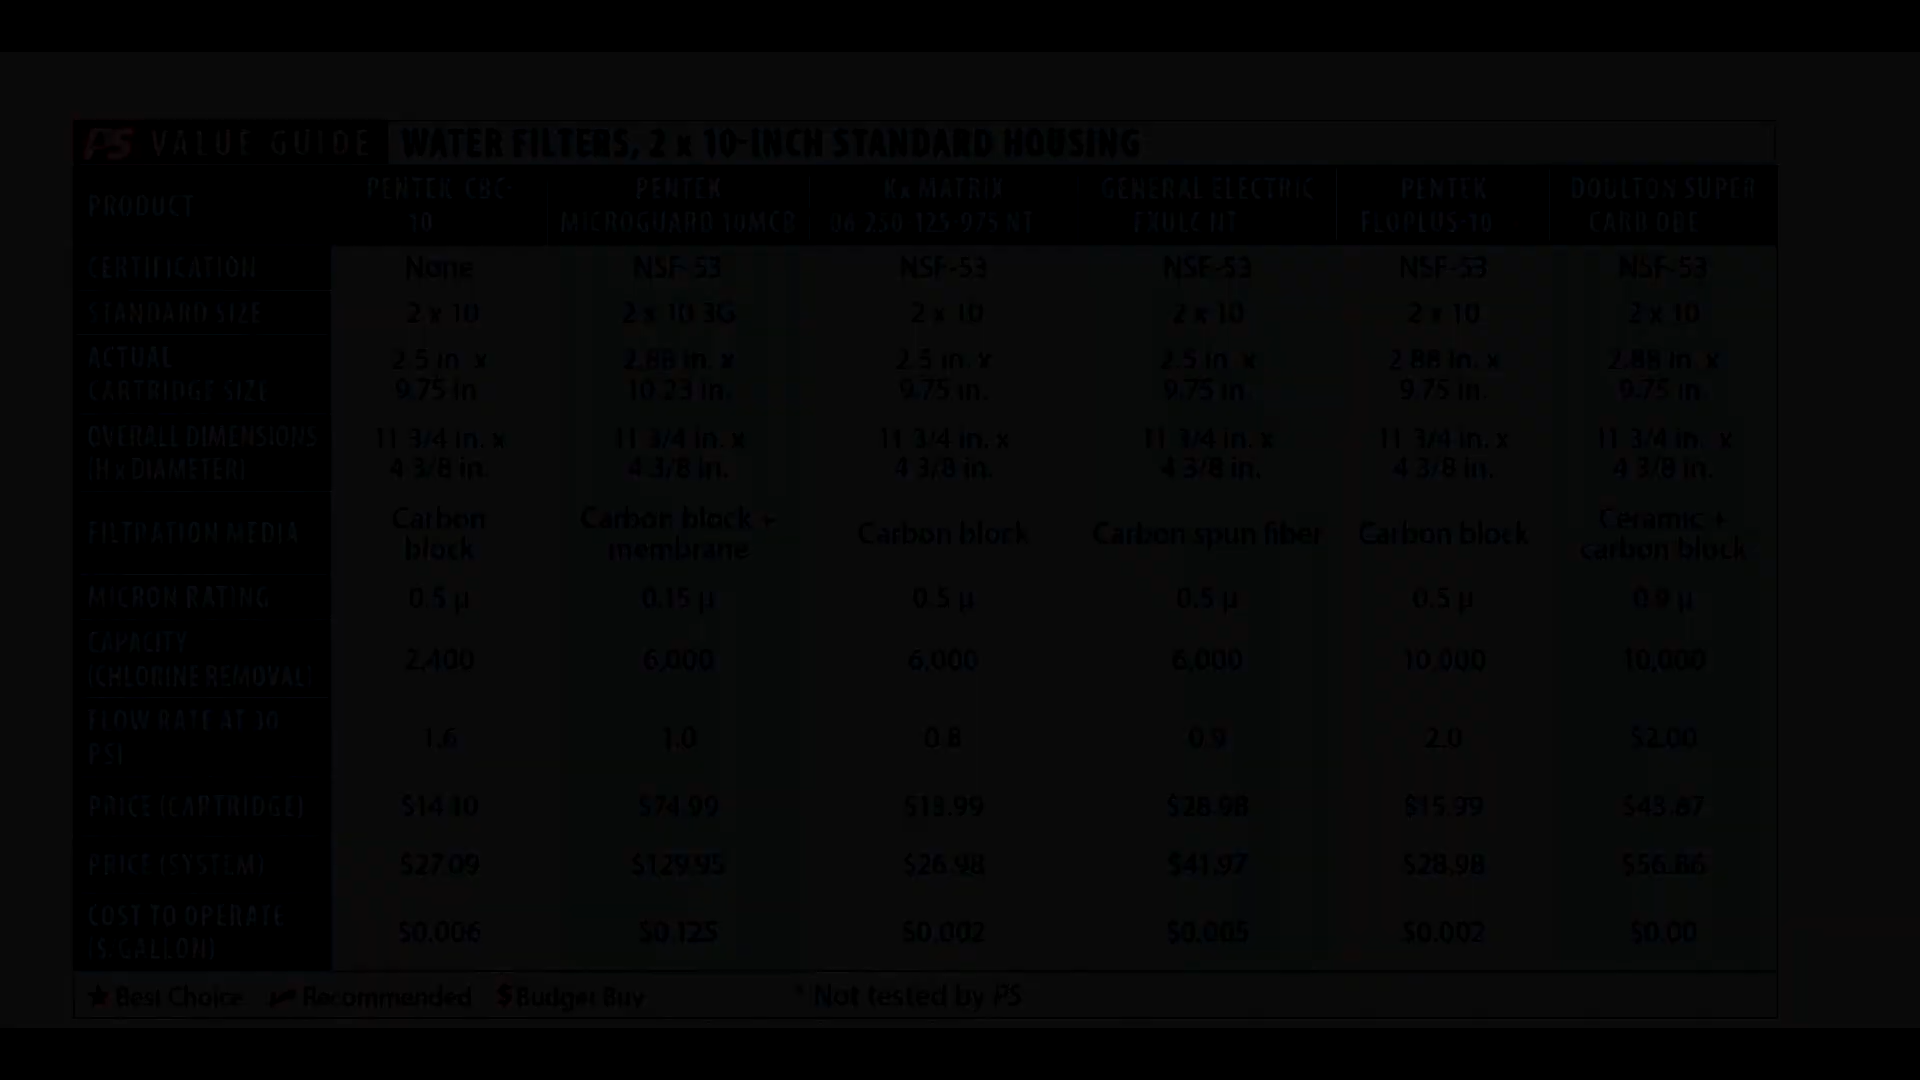 PS VALUE GUIDE WATER FILTERS, 2 x 10-INCH STANDARD HOUSING
PRODUCT PENTEK CBC-10 PENTEK MICROGUARD 10MCB Kx MATRIX 06-250-125-975 NT GENERAL ELECTRIC PENTEK FLOPLUS-10 DOULTON SUPER CARB OBE
CERTIFICATION None NSF-53 NSF-53 NSF-53 NSF-53 NSF-53
STANDARD SIZE 2 x 10 2 x 10 3G 2 x 10 2 x 10 2 x 10 2 x 10
ACTUAL CARTRIDGE SIZE 2.5 in. x 9.75 in 2.88 in. x 10.23 in. 2.5 in. x 9.75 in. 2.5 in. x 9.75 in. 2.88 in. x 9.75 in. 2.88 in. x 9.75 in.
OVERALL DIMENSIONS (H x DIAMETER) 11 3/4 in. x 4 3/8 in. 11 3/4 in. x 4 3/8 in. 11 3/4 in. x 4 3/8 in. 11 3/4 in. x 4 3/8 in. 11 3/4 in. x 4 3/8 in. 11 3/4 in. x 4 3/8 in.
FILTRATION MEDIA Carbon block Carbon block + membrane Carbon block Carbon spun fiber Carbon block Ceramic + carbon block
MICRON RATING 0.5 µ 0.15 µ 0.5 µ 0.5 µ 0.5 µ 0.9 µ
CAPACITY (CHLORINE REMOVAL) 2,400 6,000 6,000 6,000 10,000 10,000
FLOW RATE AT 30 PSI 1.6 1.0 0.8 0.9 2.0 $2.00
PRICE (CARTRIDGE) $14.10 $74.99 $13.99 $28.98 $15.99 $43.87
PRICE (SYSTEM) $27.09 $129.95 $26.98 $41.97 $28.98 $56.86
COST TO OPERATE ($ GALLON) $0.006 $0.125 $0.002 $0.005 $0.002 $0.00
★ Best Choice Recommended $ Budget Buy * Not tested by PS